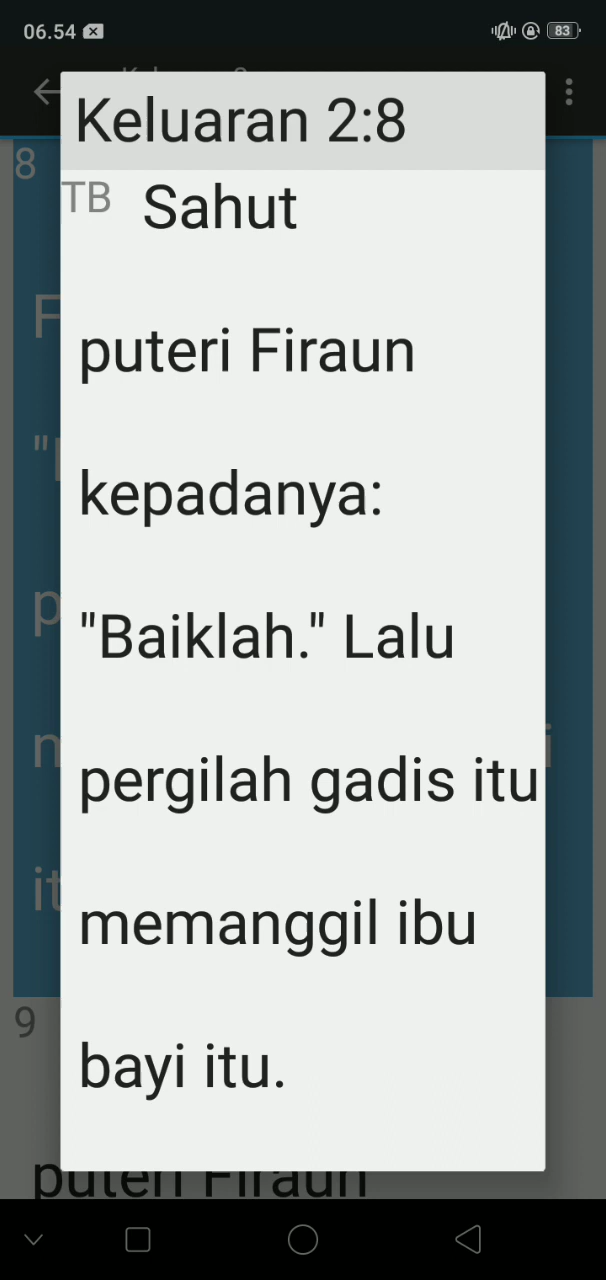 06.54
83
Keluaran 2:8
8
TB Sahut
puteri Firaun
kepadanya:
"Baiklah." Lalu
pergilah gadis itu
memanggil ibu
bayi itu.
9
puteri Firaun